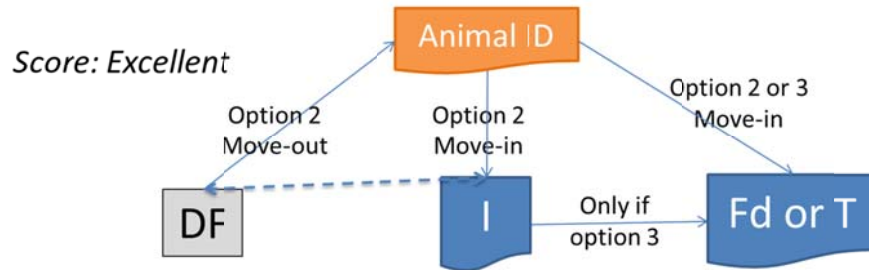 Animal ID
Score: Excellent
Option 2
Move-out
Option 2
Move-in
Option 2 or 3
Move-in
DF
I
Only if
option 3
Fd or T